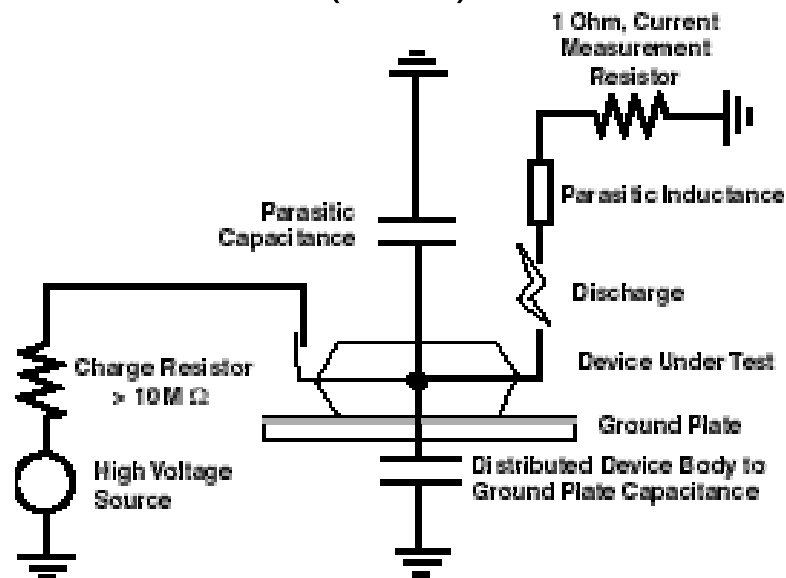 1 Ohm, Current
Measurement
Resistor
Parasitic Inductance
Parasitic
Capacitance
Discharge
Charge Resistor
> 10 M Ω
Device Under Test
Ground Plate
High Voltage
Source
Distributed Device Body to
Ground Plate Capacitance